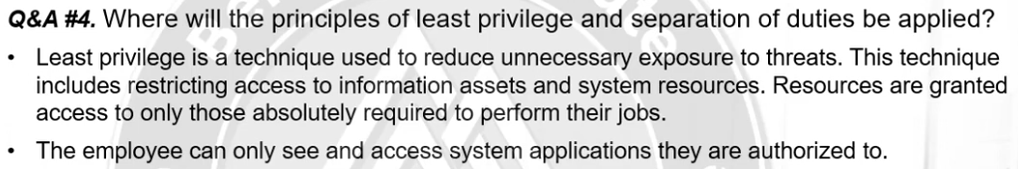 Q&A #4. Where will the principles of least privilege and separation of duties be applied?
• Least privilege is a technique used to reduce unnecessary exposure to threats. This technique
includes restricting access to information assets and system resources. Resources are granted
access to only those absolutely required to perform their jobs.
• The employee can only see and access system applications they are authorized to.